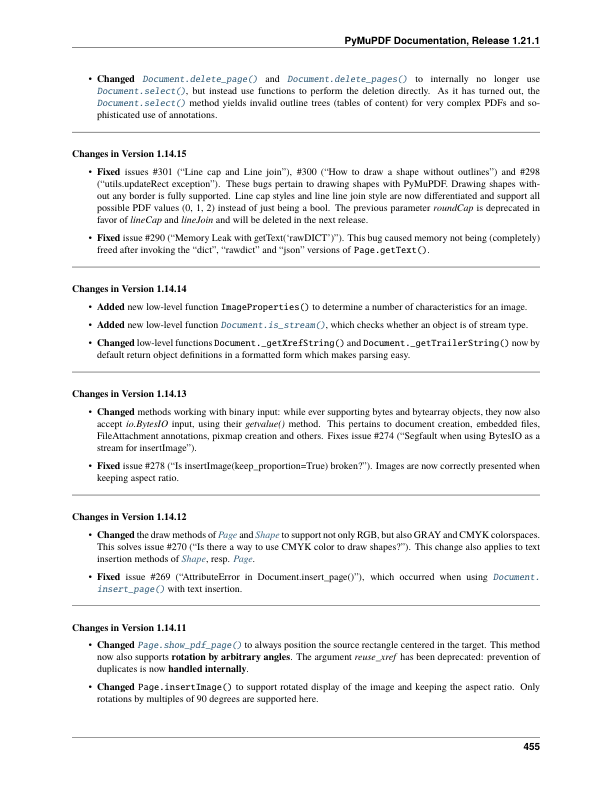 PyMuPDF Documentation, Release 1.21.1
• Changed Document.delete_page() and Document.delete_pages() to internally no longer use
Document.select(), but instead use functions to perform the deletion directly. As it has turned out, the
Document.select() method yields invalid outline trees (tables of content) for very complex PDFs and so-
phisticated use of annotations.
Changes in Version 1.14.15
• Fixed issues #301 (“Line cap and Line join”), #300 (“How to draw a shape without outlines”) and #298
(“utils.updateRect exception”). These bugs pertain to drawing shapes with PyMuPDF. Drawing shapes with-
out any border is fully supported. Line cap styles and line line join style are now differentiated and support all
possible PDF values (0, 1, 2) instead of just being a bool. The previous parameter roundCap is deprecated in
favor of lineCap and lineJoin and will be deleted in the next release.
• Fixed issue #290 (“Memory Leak with getText(‘rawDICT’)”). This bug caused memory not being (completely)
freed after invoking the “dict”, “rawdict” and “json” versions of Page.getText().
Changes in Version 1.14.14
• Added new low-level function ImageProperties() to determine a number of characteristics for an image.
• Added new low-level function Document.is_stream(), which checks whether an object is of stream type.
• Changed low-level functions Document._getXrefString() and Document._getTrailerString() now by
default return object definitions in a formatted form which makes parsing easy.
Changes in Version 1.14.13
• Changed methods working with binary input: while ever supporting bytes and bytearray objects, they now also
accept io.BytesIO input, using their getvalue() method. This pertains to document creation, embedded files,
FileAttachment annotations, pixmap creation and others. Fixes issue #274 (“Segfault when using BytesIO as a
stream for insertImage”).
• Fixed issue #278 (“Is insertImage(keep_proportion=True) broken?”). Images are now correctly presented when
keeping aspect ratio.
Changes in Version 1.14.12
• Changed the draw methods of Page and Shape to support not only RGB, but also GRAY and CMYK colorspaces.
This solves issue #270 (“Is there a way to use CMYK color to draw shapes?”). This change also applies to text
insertion methods of Shape, resp. Page.
• Fixed issue #269 (“AttributeError in Document.insert_page()”), which occurred when using Document.
insert_page() with text insertion.
Changes in Version 1.14.11
• Changed Page.show_pdf_page() to always position the source rectangle centered in the target. This method
now also supports rotation by arbitrary angles. The argument reuse_xref has been deprecated: prevention of
duplicates is now handled internally.
• Changed Page.insertImage() to support rotated display of the image and keeping the aspect ratio. Only
rotations by multiples of 90 degrees are supported here.
455